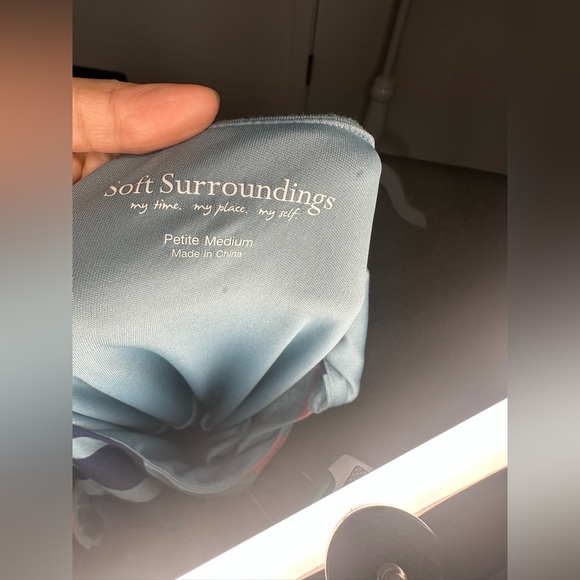 Soft Surroundings
my time. my place. my self.
Petite Medium
Made in China